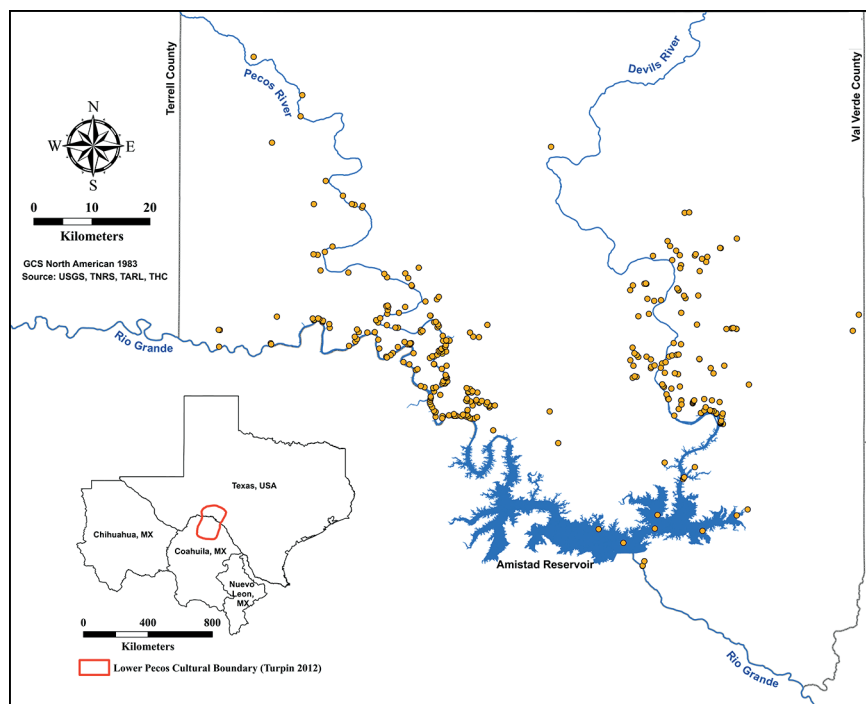 Terrell County
Pecos River
Devils River
Val Verde County
N
W
E
S
0 10 20
Kilometers
GCS North American 1983
Source: USGS, TNRS, TARL, THC
Rio Grande
Texas, USA
Chihuahua, MX
Coahuila, MX
Nuevo
Leon,
MX
0 400 800
Kilometers
Lower Pecos Cultural Boundary (Turpin 2012)
Amistad Reservoir
Rio Grande